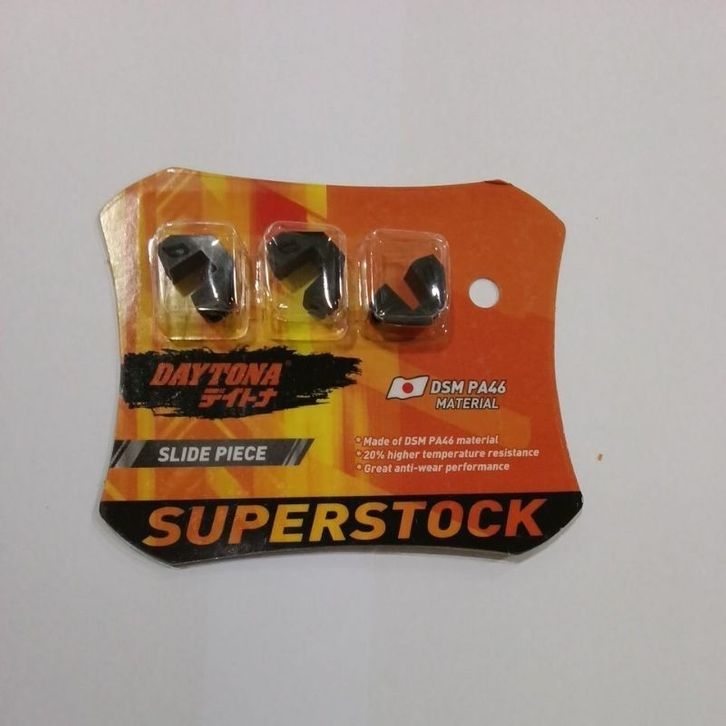 DAYTONA®
デイトナ
SLIDE PIECE
DSM PA46
MATERIAL
• Made of DSM PA46 material
• 20% higher temperature resistance
• Great anti-wear performance
SUPERSTOCK